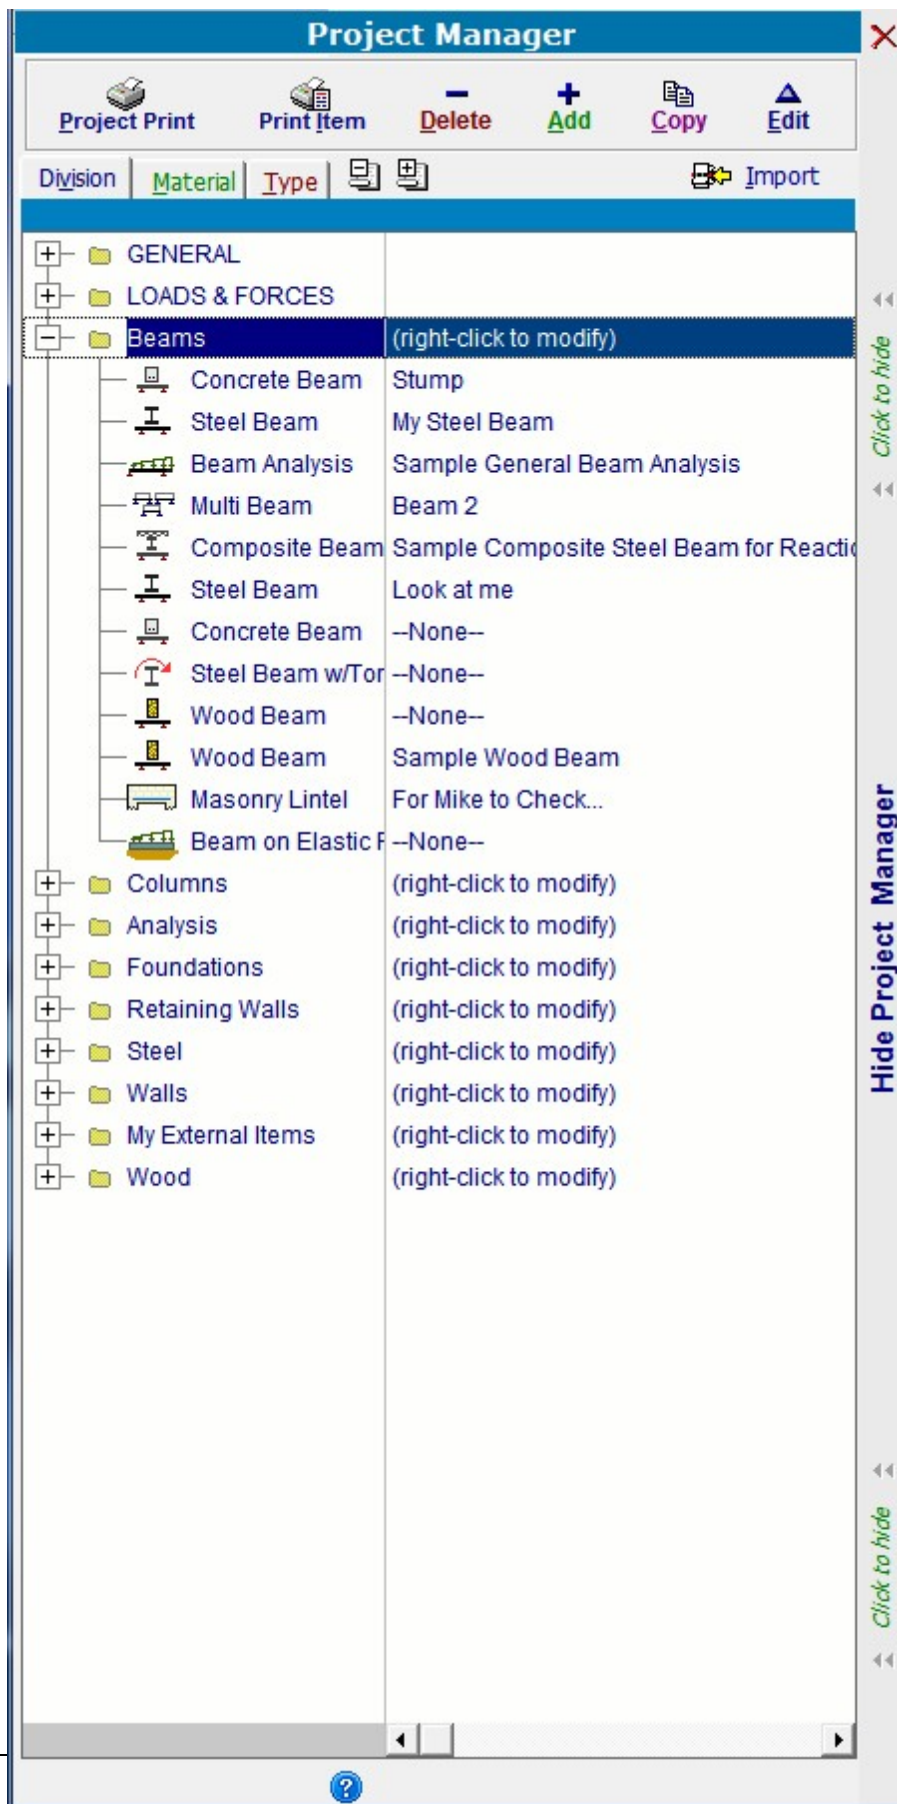 Project Manager
Project Print Print Item Delete Add Copy Edit
Division Material Type Import
GENERAL
LOADS & FORCES
Beams (right-click to modify)
Concrete Beam Stump
Steel Beam My Steel Beam
Beam Analysis Sample General Beam Analysis
Multi Beam Beam 2
Composite Beam Sample Composite Steel Beam for Reactio
Steel Beam Look at me
Concrete Beam --None--
Steel Beam w/Tor --None--
Wood Beam --None--
Wood Beam Sample Wood Beam
Masonry Lintel For Mike to Check...
Beam on Elastic F --None--
Columns (right-click to modify)
Analysis (right-click to modify)
Foundations (right-click to modify)
Retaining Walls (right-click to modify)
Steel (right-click to modify)
Walls (right-click to modify)
My External Items (right-click to modify)
Wood (right-click to modify)
Click to hide
Hide Project Manager
Click to hide